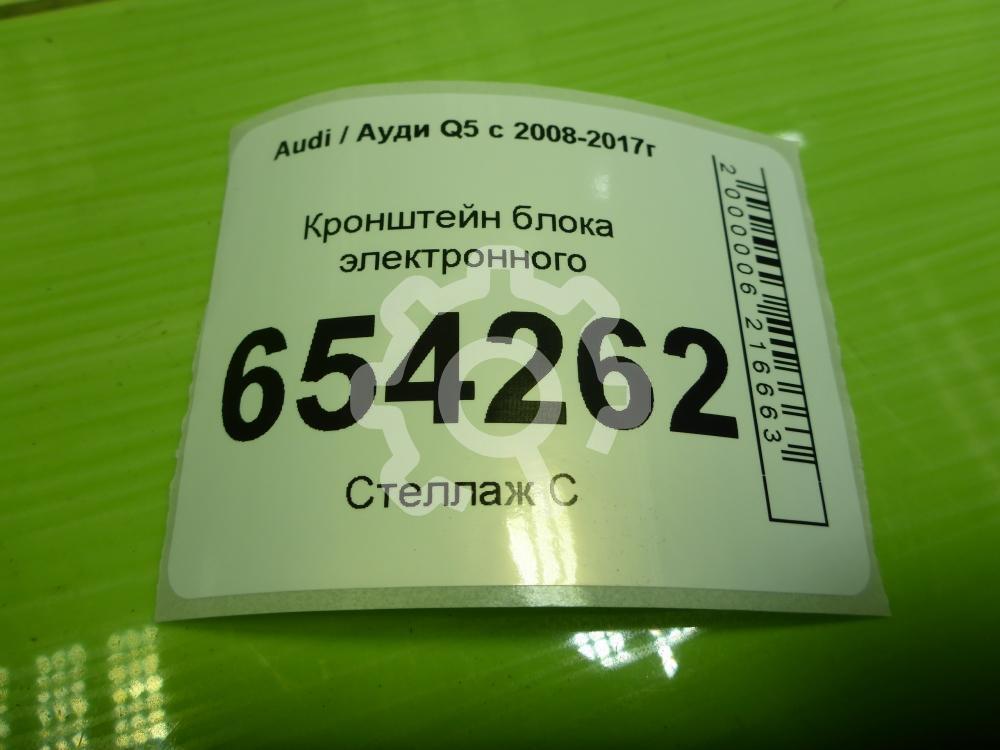 Audi / Ауди Q5 с 2008-2017г
Кронштейн блока
электронного
654262
Стеллаж С
2000006216663